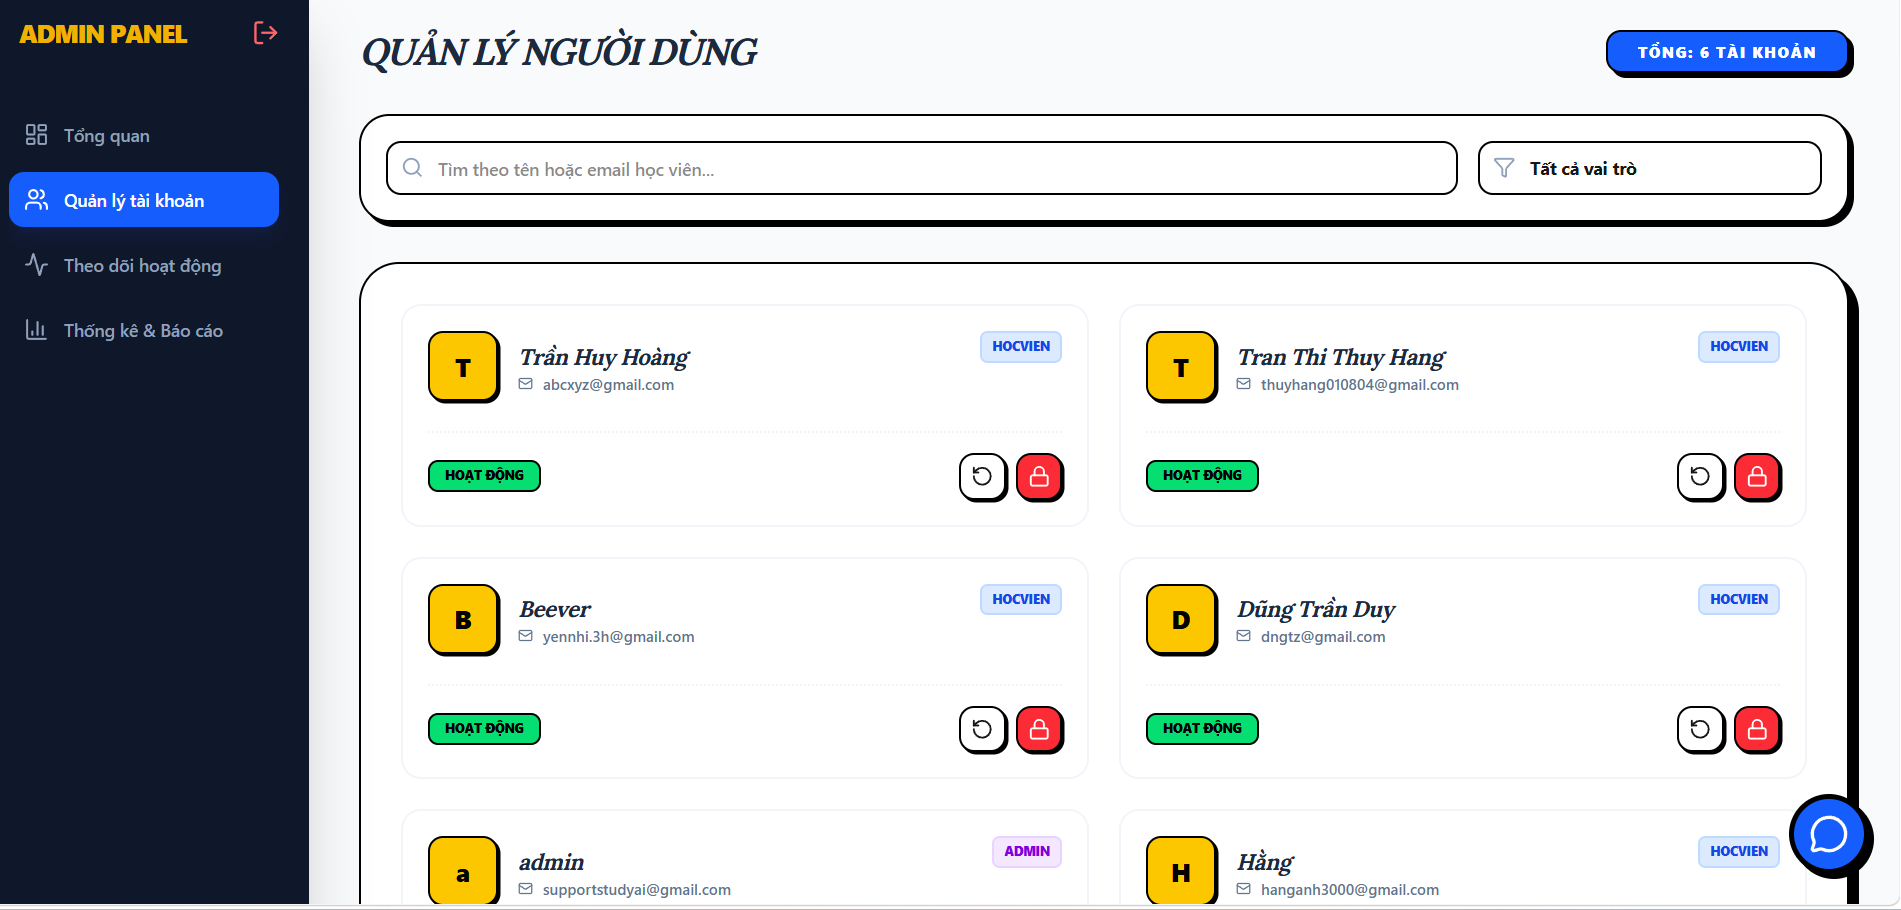 ADMIN PANEL
Tổng quan
Quản lý tài khoản
Theo dõi hoạt động
Thống kê & Báo cáo
QUẢN LÝ NGƯỜI DÙNG
TỔNG: 6 TÀI KHOẢN
Tìm theo tên hoặc email học viên...
Tất cả vai trò
T
Trần Huy Hoàng
abcxyz@gmail.com
HOCVIEN
HOẠT ĐỘNG
T
Tran Thi Thuy Hang
thuyhang010804@gmail.com
HOCVIEN
HOẠT ĐỘNG
B
Beever
yennhi.3h@gmail.com
HOCVIEN
HOẠT ĐỘNG
D
Dũng Trần Duy
dngtz@gmail.com
HOCVIEN
HOẠT ĐỘNG
a
admin
supportstudyai@gmail.com
ADMIN
H
Hằng
hanganh3000@gmail.com
HOCVIEN